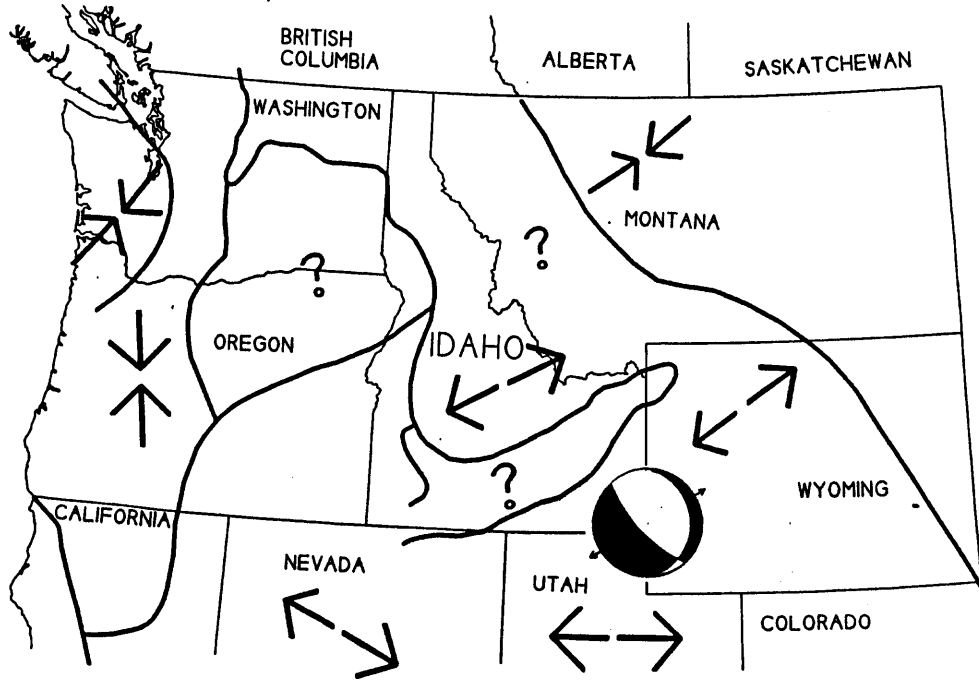 BRITISH
COLUMBIA
ALBERTA
SASKATCHEWAN
WASHINGTON
MONTANA
?
?
OREGON
IDAHO
?
WYOMING
CALIFORNIA
NEVADA
UTAH
COLORADO